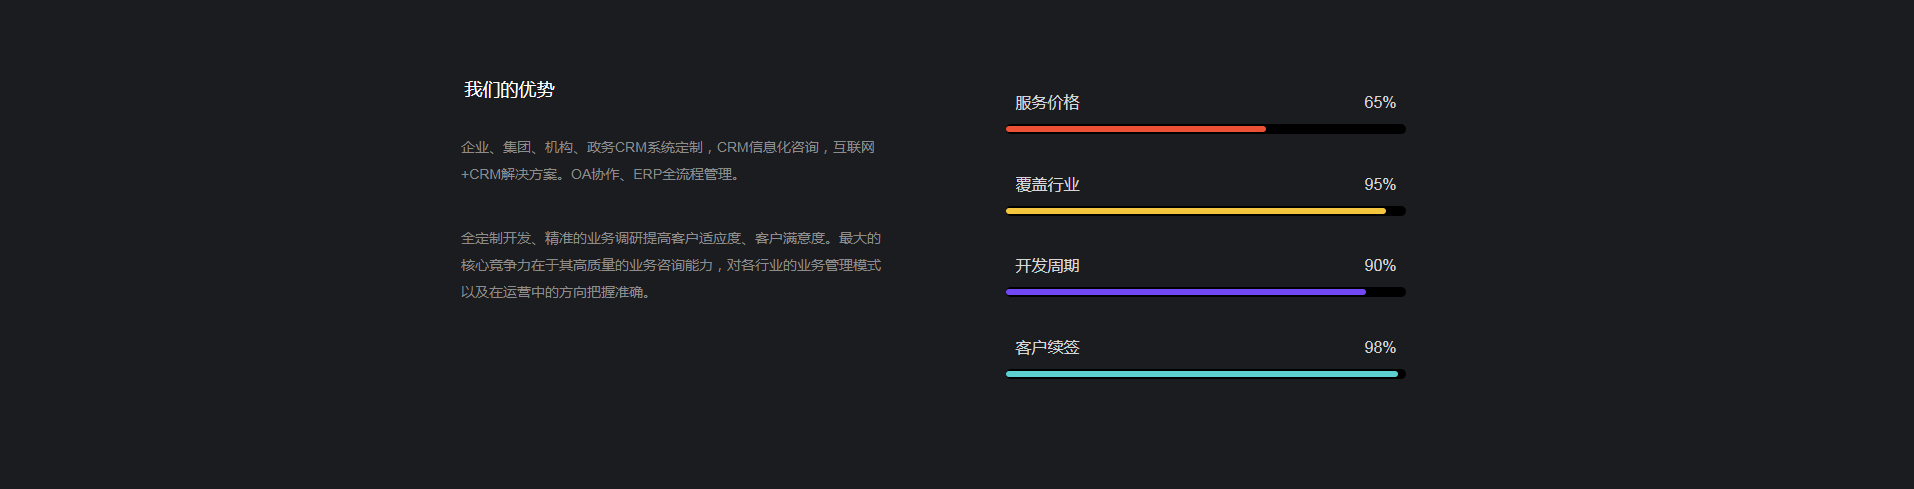 我们的优势
企业、集团、机构、政务CRM系统定制，CRM信息化咨询，互联网
+CRM解决方案。OA协作、ERP全流程管理。
全定制开发、精准的业务调研提高客户适应度、客户满意度。最大的
核心竞争力在于其高质量的业务咨询能力，对各行业的业务管理模式
以及在运营中的方向把握准确。
服务价格 65%
覆盖行业 95%
开发周期 90%
客户续签 98%